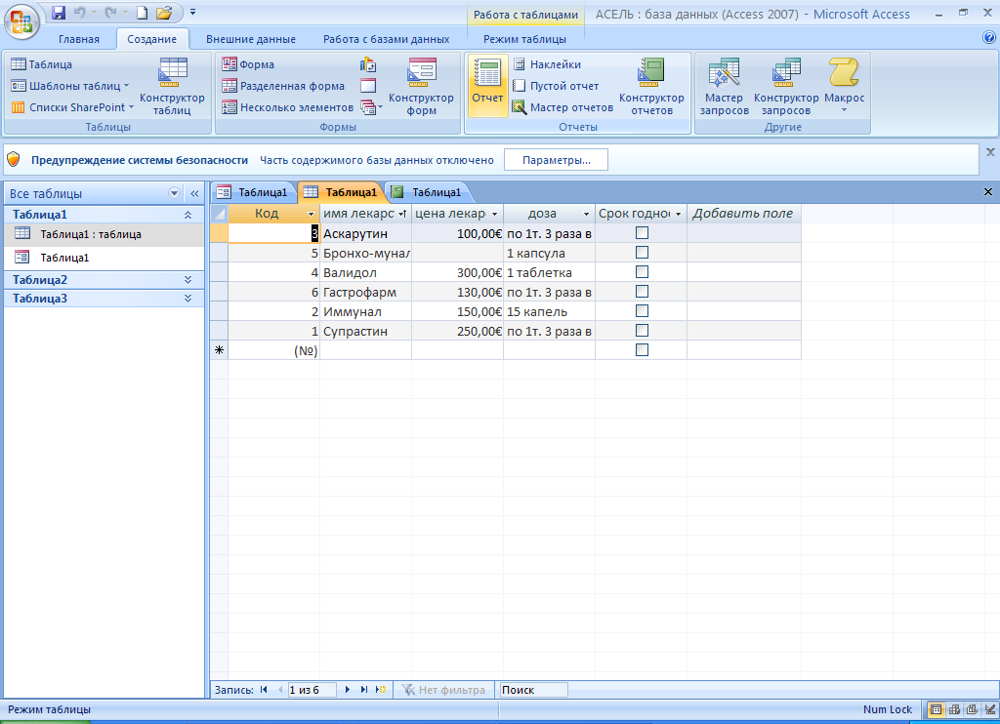 Работа с таблицами
АСЕЛЬ : база данных (Access 2007) - Microsoft Access
Главная Создание Внешние данные Работа с базами данных Режим таблицы
Таблица
Шаблоны таблиц
Списки SharePoint
Конструктор таблиц
Таблицы
Форма
Разделенная форма
Несколько элементов
Конструктор форм
Формы
Отчет
Наклейки
Пустой отчет
Мастер отчетов
Конструктор отчетов
Отчеты
Мастер запросов
Конструктор запросов
Макрос
Другие
Предупреждение системы безопасности Часть содержимого базы данных отключено Параметры...
Все таблицы
Таблица1
Таблица1 : таблица
Таблица1
Таблица2
Таблица3
Таблица1 Таблица1 Таблица1
Код имя лекарс цена лекар доза Срок годнос Добавить поле
3 Аскарутин 100,00€ по 1т. 3 раза в
5 Бронхо-мунал 1 капсула
4 Валидол 300,00€ 1 таблетка
6 Гастрофарм 130,00€ по 1т. 3 раза в
2 Иммунал 150,00€ 15 капель
1 Супрастин 250,00€ по 1т. 3 раза в
(№)
Запись: 1 из 6 Нет фильтра Поиск
Режим таблицы Num Lock